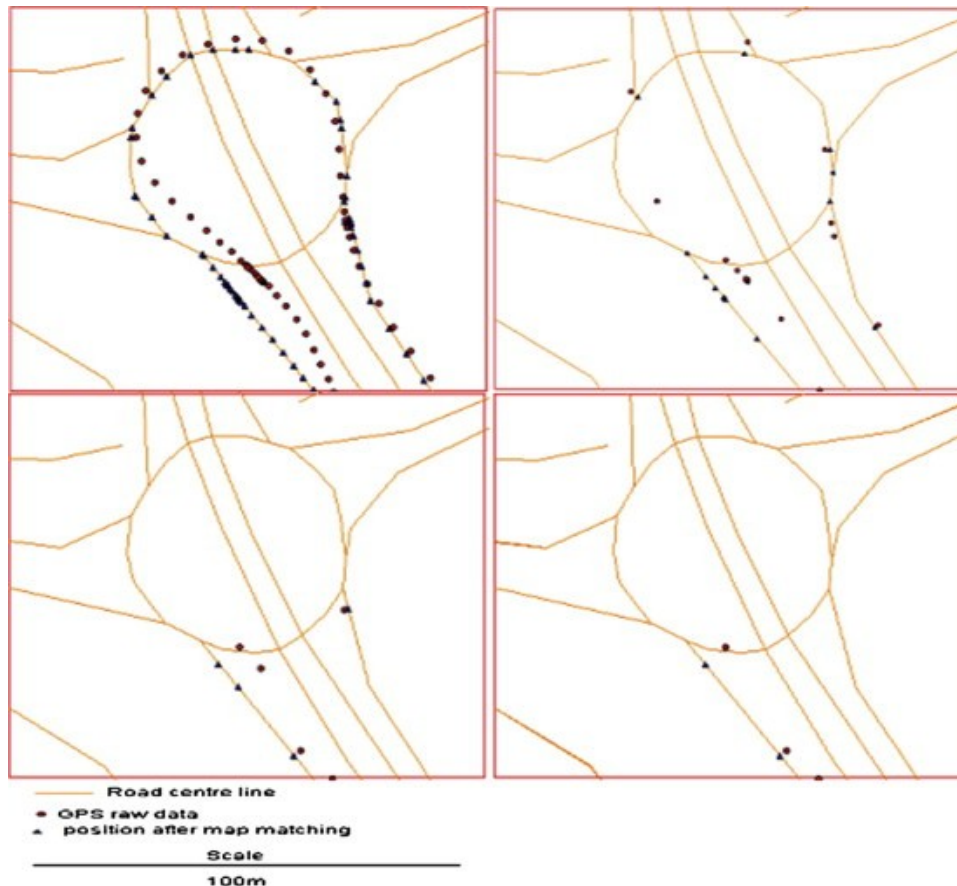 Road centre line
GPS raw data
position after map matching
Scale
100m